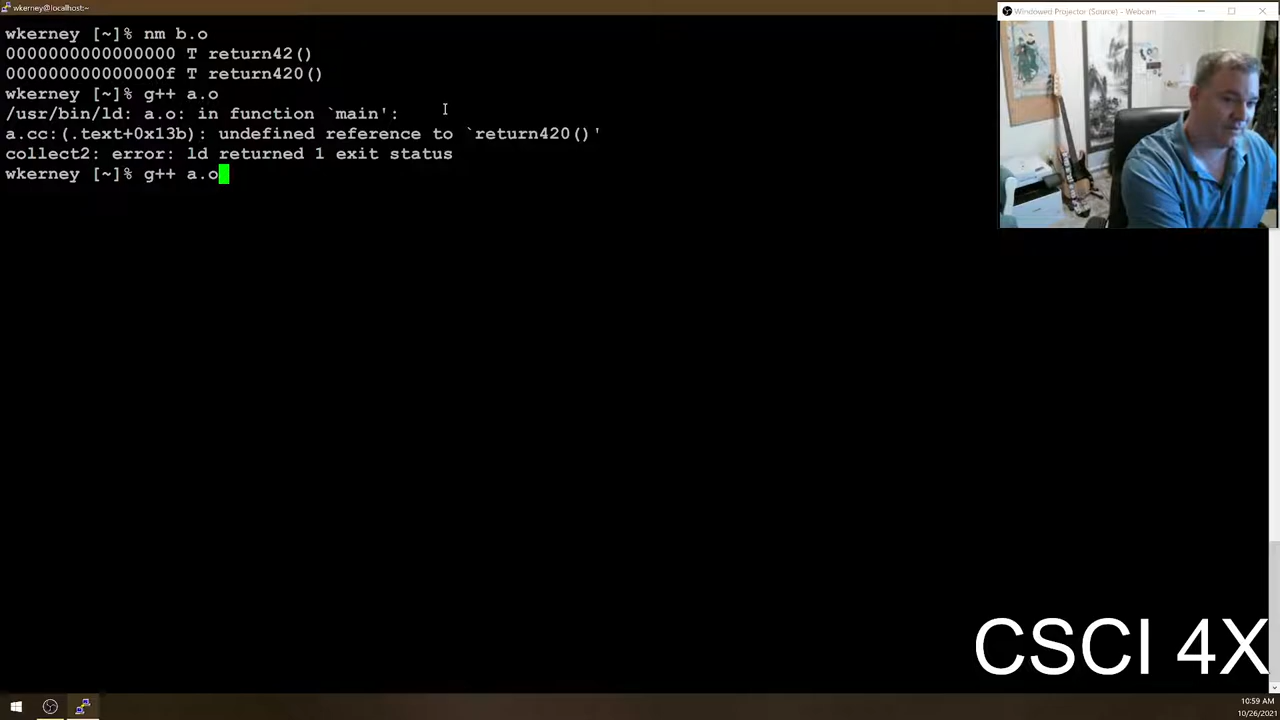 wkerney@localhost:~
wkerney [~]% nm b.o
0000000000000000 T return42()
000000000000000f T return420()
wkerney [~]% g++ a.o
/usr/bin/ld: a.o: in function `main':
a.cc:(.text+0x13b): undefined reference to `return420()'
collect2: error: ld returned 1 exit status
wkerney [~]% g++ a.o
Windowed Projector (Source) - Webcam
CSCI 4X
10:59 AM
10/26/2021